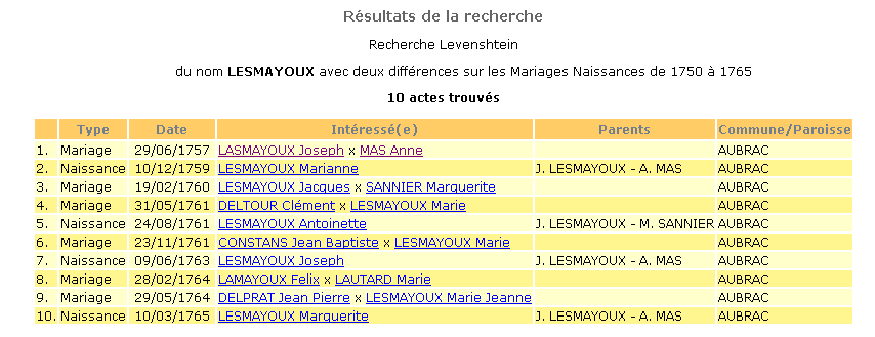 Résultats de la recherche
Recherche Levenshtein
du nom LESMAYOUX avec deux différences sur les Mariages Naissances de 1750 à 1765
10 actes trouvés
Type Date Intéressé(e) Parents Commune/Paroisse
1. Mariage 29/06/1757 LASMAYOUX Joseph x MAS Anne AUBRAC
2. Naissance 10/12/1759 LESMAYOUX Marianne J. LESMAYOUX - A. MAS AUBRAC
3. Mariage 19/02/1760 LESMAYOUX Jacques x SANNIER Marguerite AUBRAC
4. Mariage 31/05/1761 DELTOUR Clément x LESMAYOUX Marie AUBRAC
5. Naissance 24/08/1761 LESMAYOUX Antoinette J. LESMAYOUX - M. SANNIER AUBRAC
6. Mariage 23/11/1761 CONSTANS Jean Baptiste x LESMAYOUX Marie AUBRAC
7. Naissance 09/06/1763 LESMAYOUX Joseph J. LESMAYOUX - A. MAS AUBRAC
8. Mariage 28/02/1764 LAMAYOUX Felix x LAUTARD Marie AUBRAC
9. Mariage 29/05/1764 DELPRAT Jean Pierre x LESMAYOUX Marie Jeanne AUBRAC
10. Naissance 10/03/1765 LESMAYOUX Marguerite J. LESMAYOUX - A. MAS AUBRAC